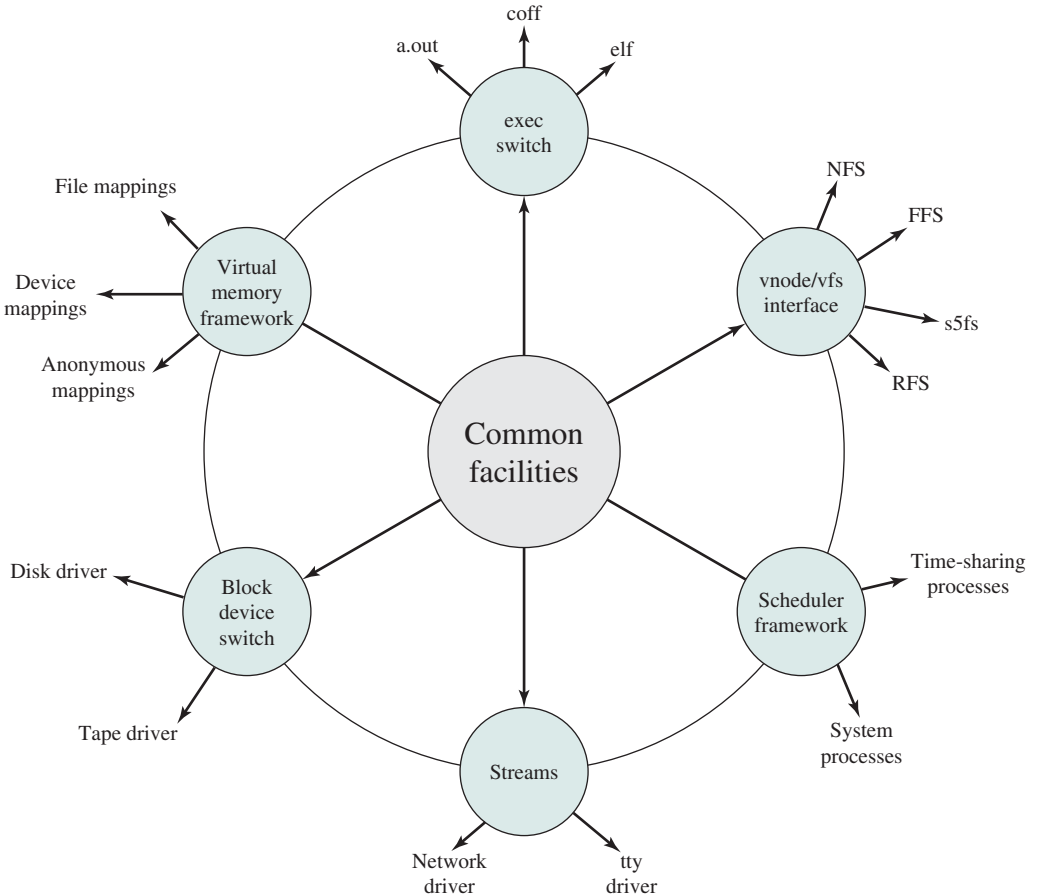 coff
a.out
elf
exec
switch
File mappings
NFS
FFS
Virtual
memory
framework
vnode/vfs
interface
Device
mappings
s5fs
Anonymous
mappings
RFS
Common
facilities
Disk driver
Block
device
switch
Scheduler
framework
Time-sharing
processes
Tape driver
System
processes
Streams
Network
driver
tty
driver